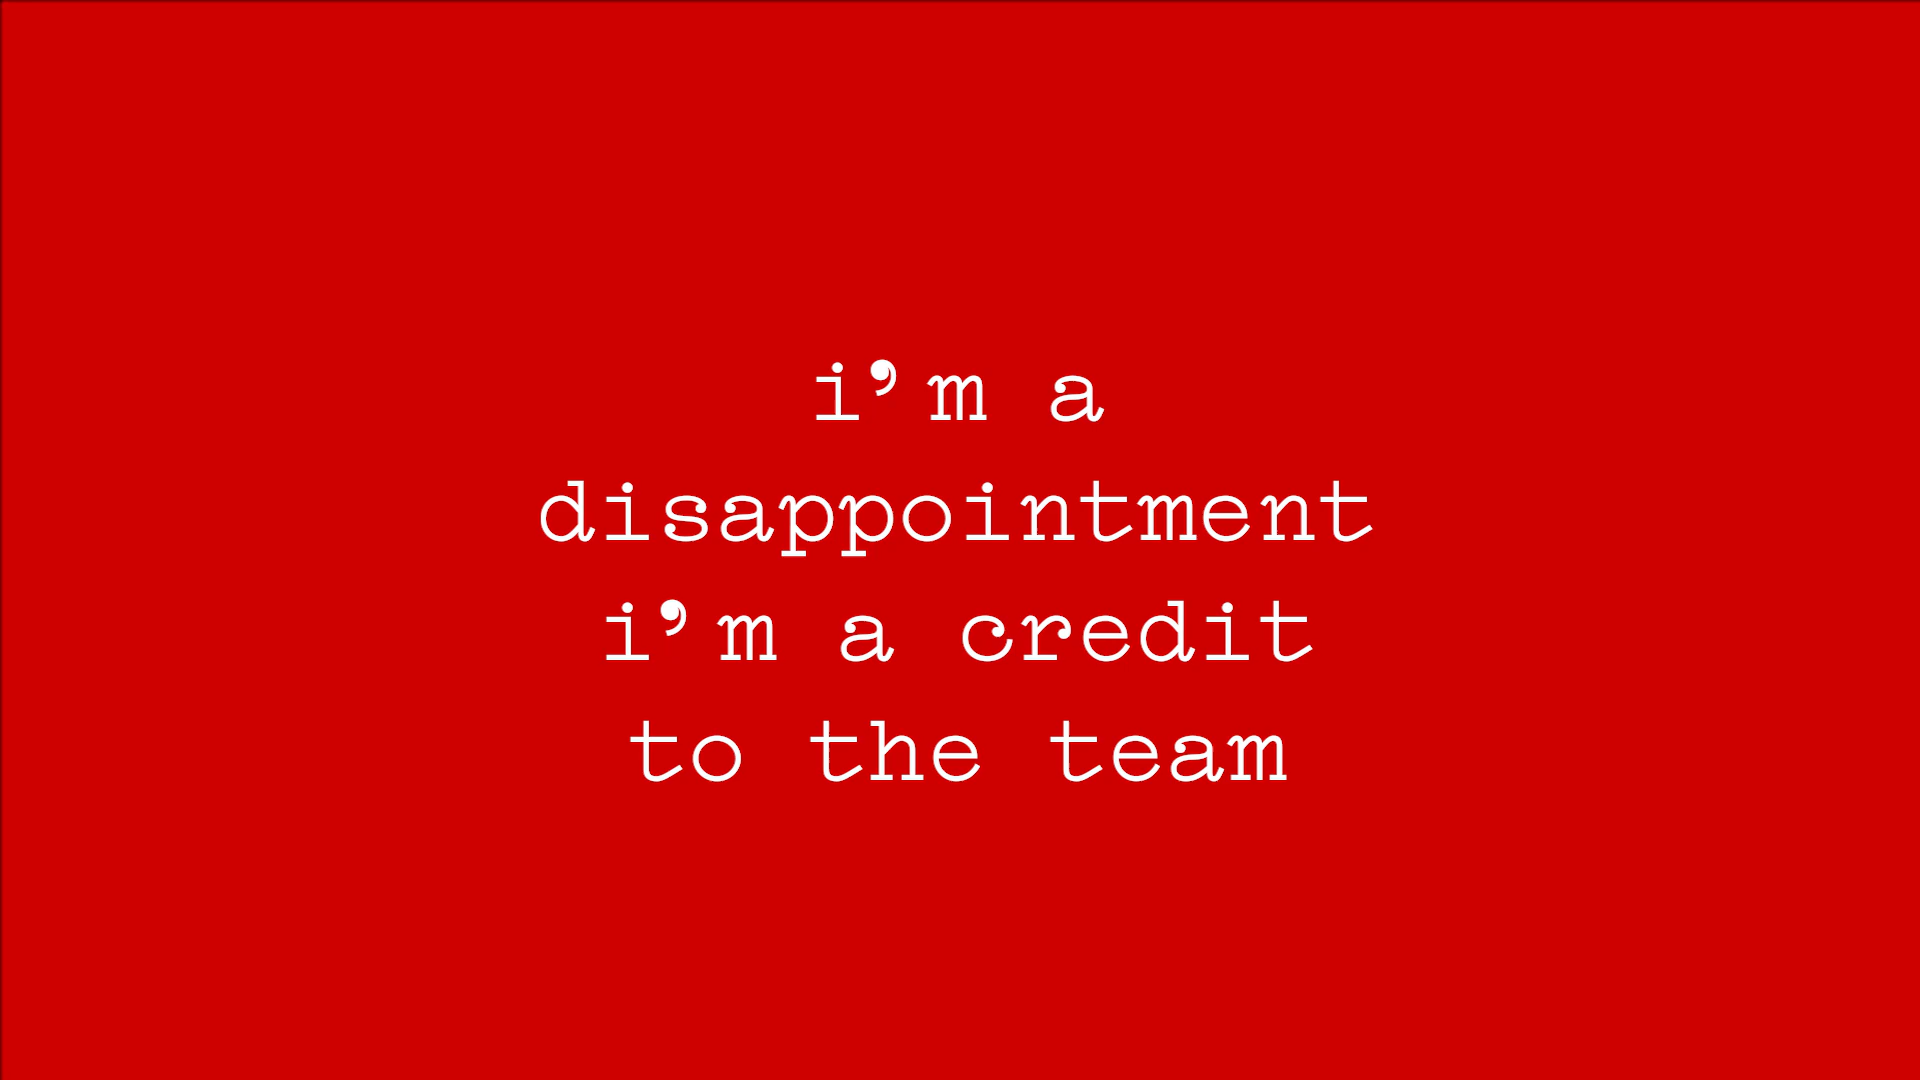 i’m a
disappointment
i’m a credit
to the team